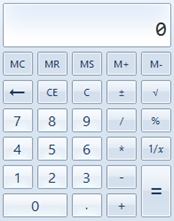 0
MC MR MS M+ M-
← CE C ± √
7 8 9 / %
4 5 6 * 1/x
1 2 3 - =
0 . +